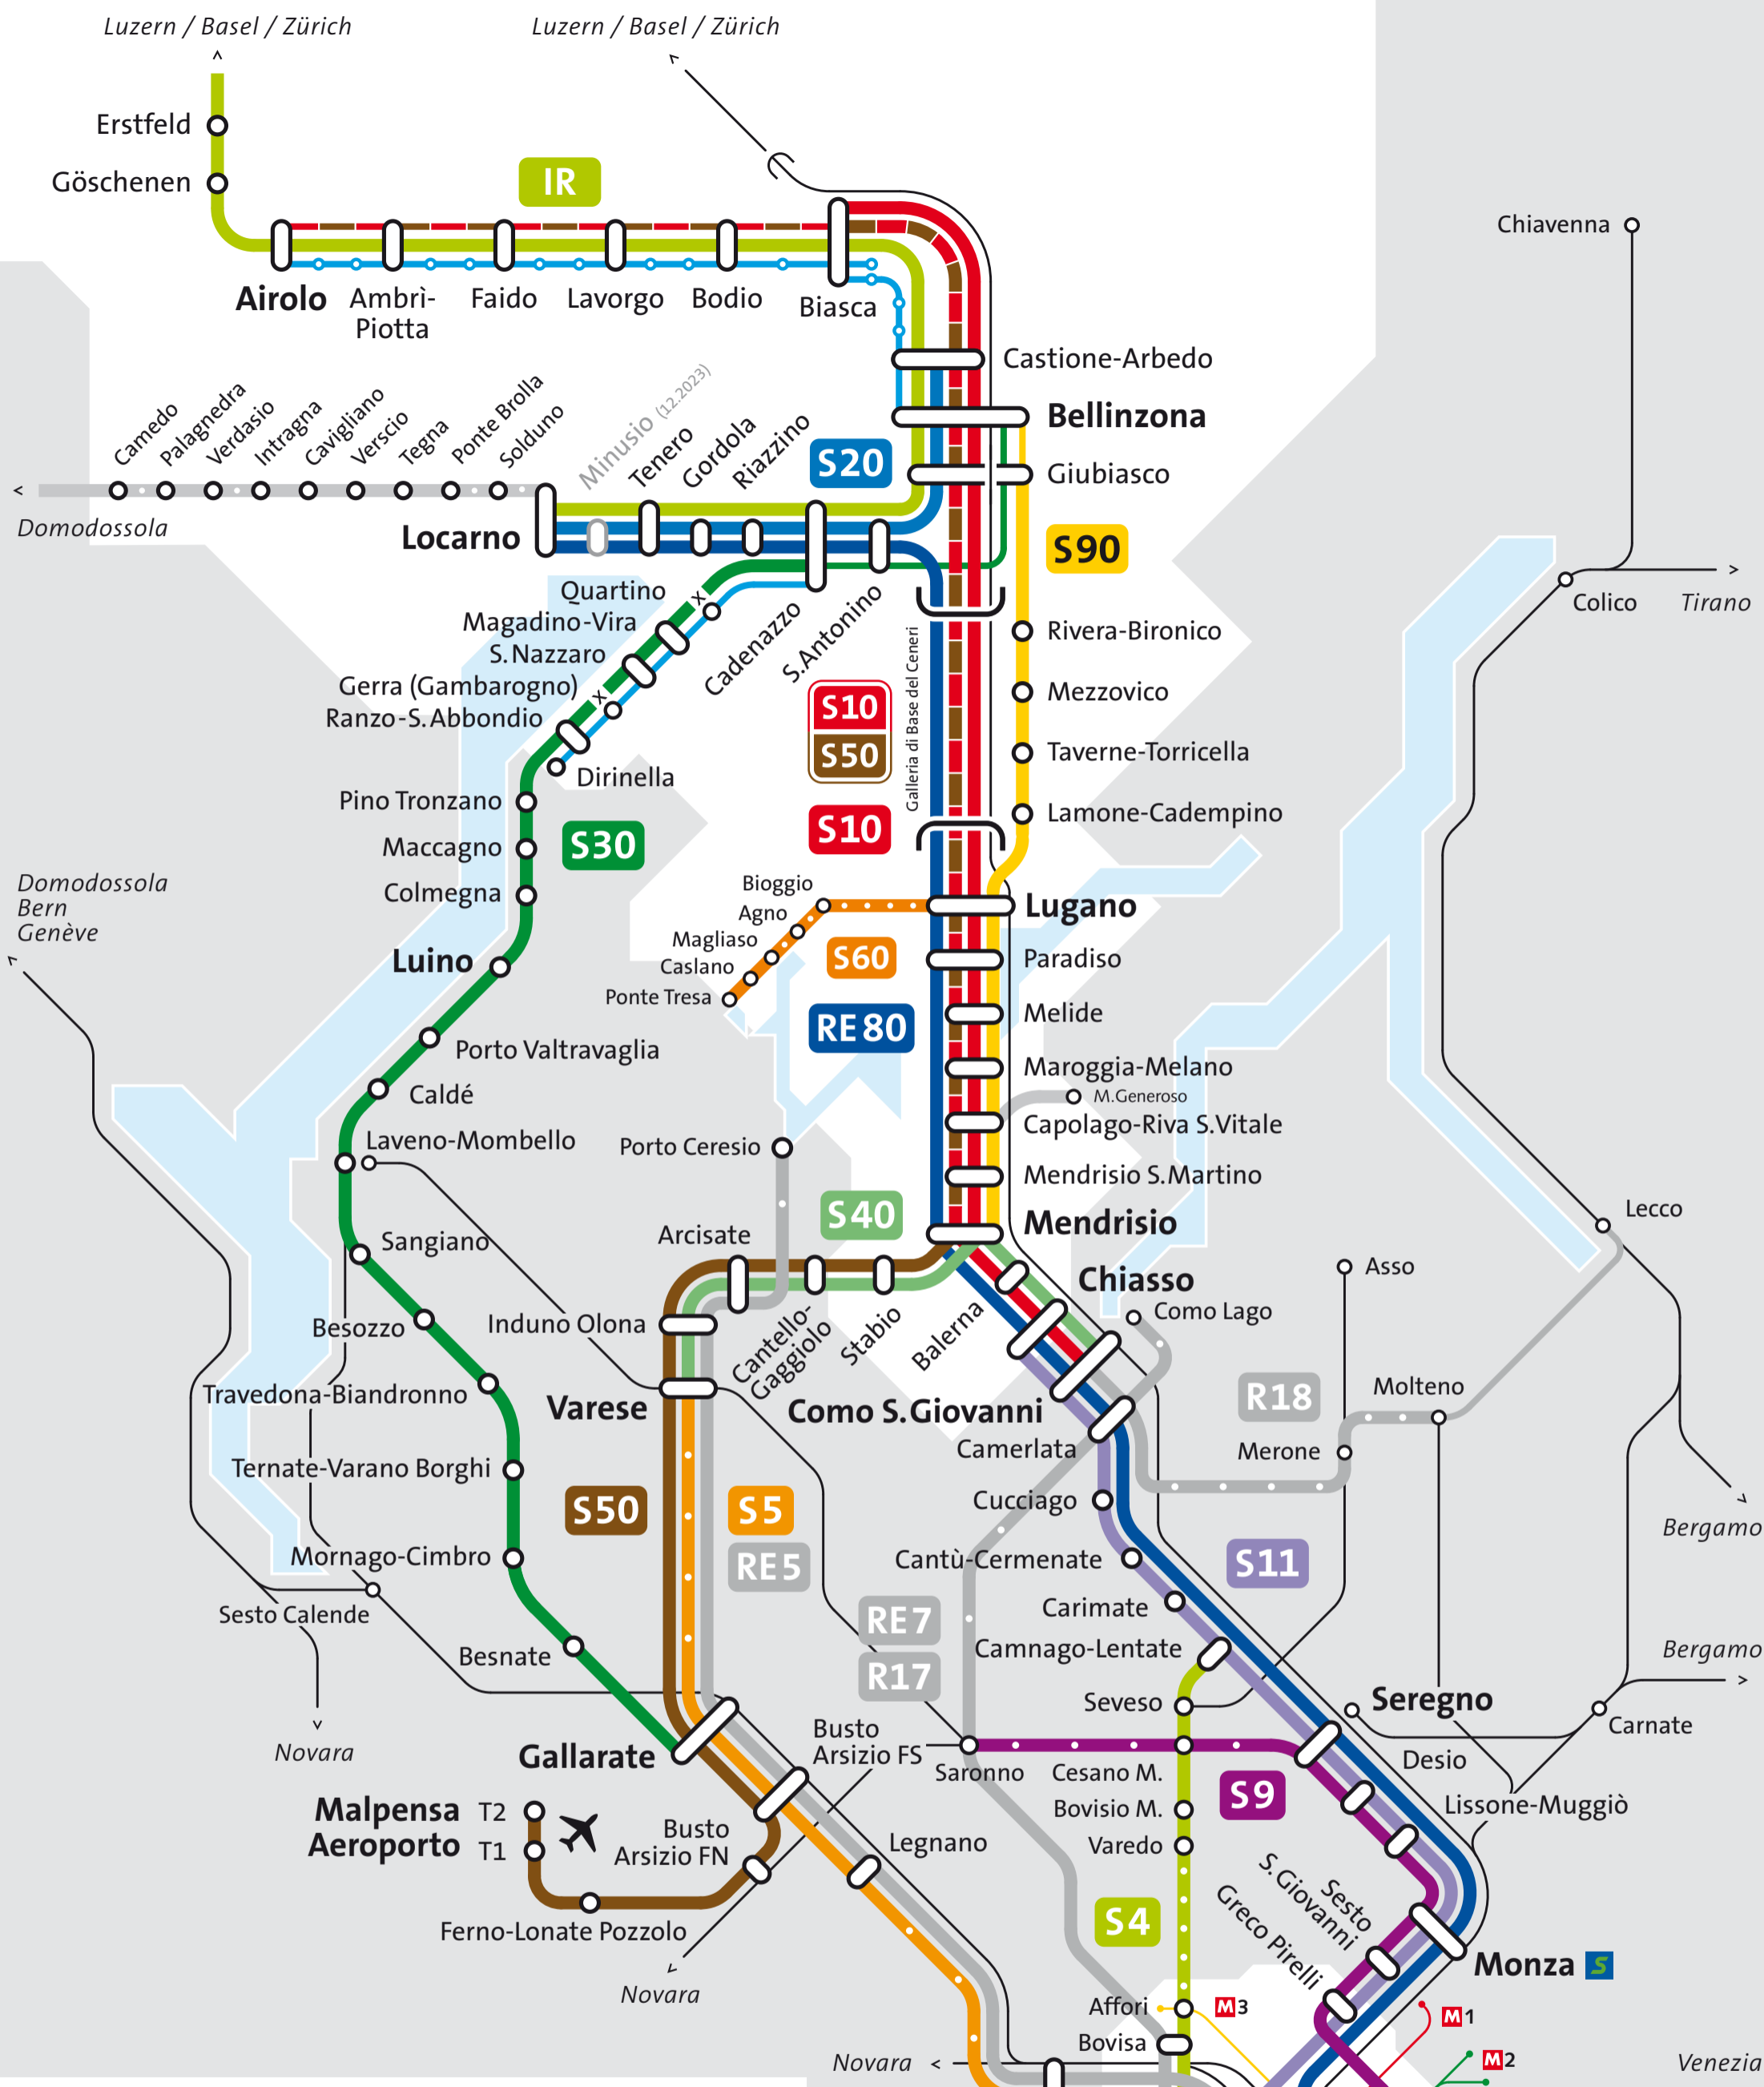 Luzern / Basel / Zürich
Luzern / Basel / Zürich
Erstfeld
Göschenen
IR
Airolo
Ambrì-
Piotta
Faido
Lavorgo
Bodio
Biasca
Chiavenna
Castione-Arbedo
Bellinzona
Giubiasco
Camedo
Palagnedra
Verdasio
Intragna
Cavigliano
Verscio
Tegna
Ponte Brolla
Solduno
Minusio (12.2023)
Tenero
Gordola
Riazzino
S20
Domodossola
Locarno
S90
Colico
Tirano
Quartino
Magadino-Vira
S.Nazzaro
Gerra (Gambarogno)
Ranzo-S.Abbondio
x
x
Dirinella
Cadenazzo
S.Antonino
Galleria di Base del Ceneri
Rivera-Bironico
Mezzovico
Taverne-Torricella
Lamone-Cadempino
S10
S50
S10
Pino Tronzano
Maccagno
S30
Colmegna
Luino
Domodossola
Bern
Genève
Bioggio
Agno
Magliaso
Caslano
Ponte Tresa
S60
RE80
Lugano
Paradiso
Melide
Maroggia-Melano
M.Generoso
Capolago-Riva S.Vitale
Mendrisio S.Martino
Mendrisio
Porto Valtravaglia
Caldé
Laveno-Mombello
Sangiano
Besozzo
Travedona-Biandronno
Ternate-Varano Borghi
Mornago-Cimbro
Sesto Calende
Besnate
Novara
Porto Ceresio
S40
Arcisate
Induno Olona
Cantello-
Gaggiolo
Stabio
Balerna
Chiasso
Como Lago
Varese
Como S.Giovanni
Camerlata
Cucciago
Cantù-Cermenate
Carimate
Camnago-Lentate
Seveso
Lecco
Asso
R18
Molteno
Merone
S11
Bergamo
Bergamo
S50
S5
RE5
RE7
R17
Seregno
Carnate
Desio
Lissone-Muggiò
Gallarate
Busto
Arsizio FS
Saronno
Cesano M.
Bovisio M.
Varedo
S9
Malpensa
Aeroporto
T2
T1
Busto
Arsizio FN
Legnano
Ferno-Lonate Pozzolo
Novara
S4
Sesto
S.Giovanni
Greco Pirelli
Monza S
Affori
M3
M1
Bovisa
M2
Novara
Venezia